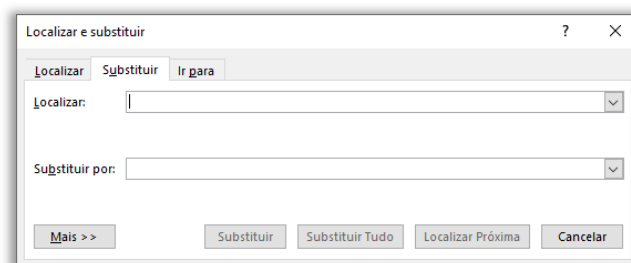 Localizar e substituir ? ×
Localizar Substituir Ir para
Localizar:
Substituir por:
Mais >> Substituir Substituir Tudo Localizar Próxima Cancelar